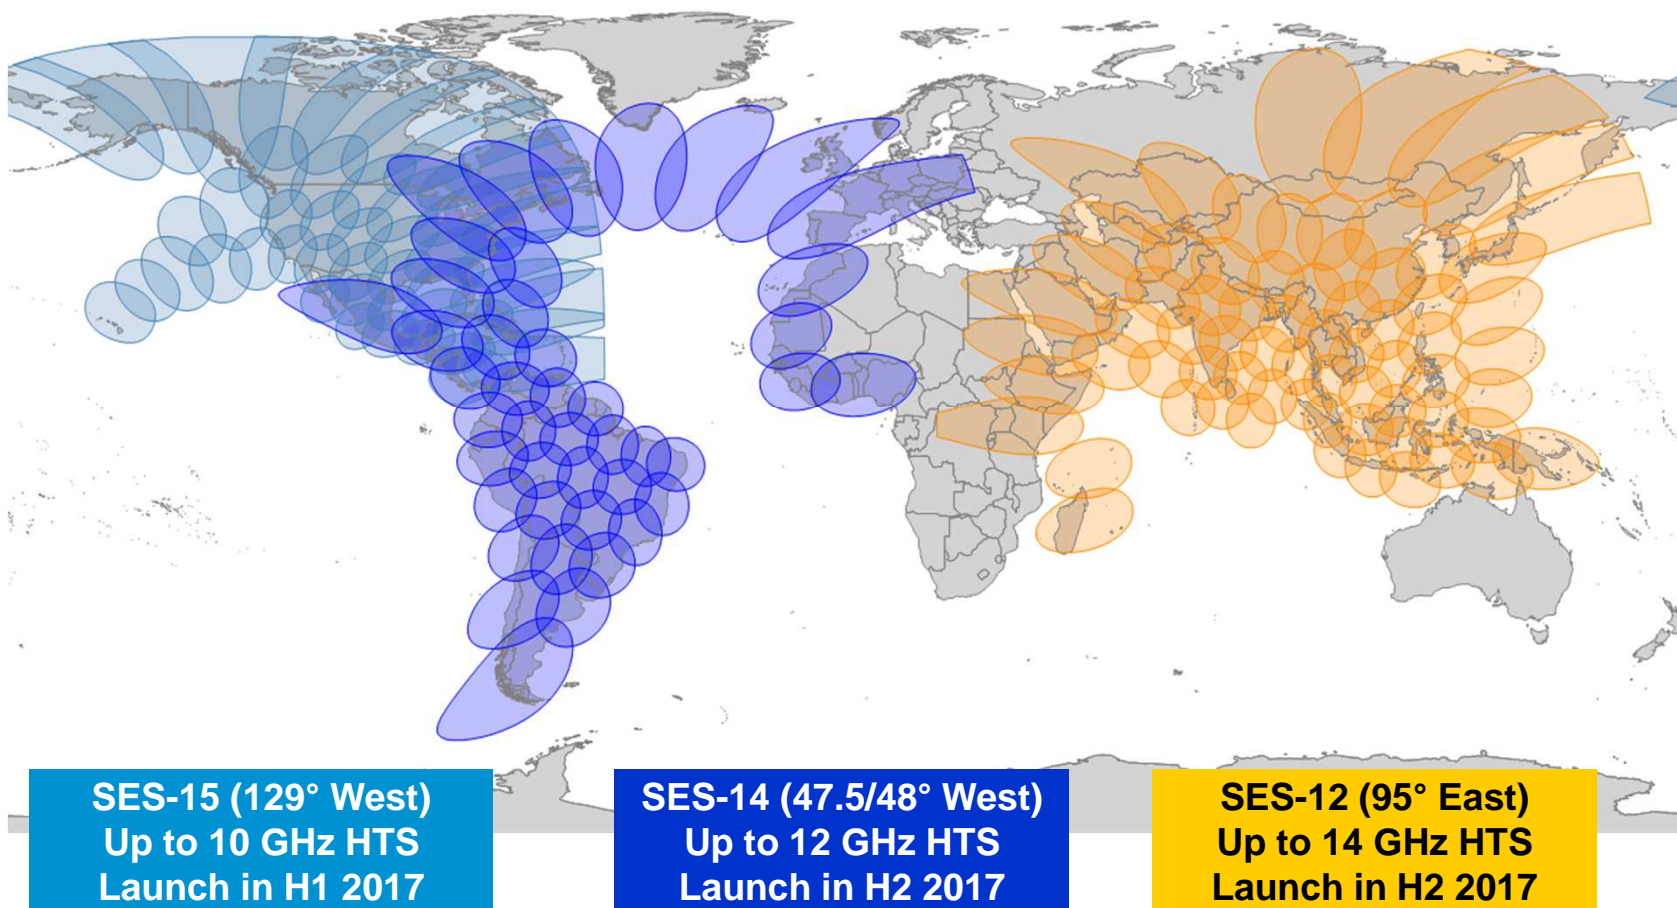 SES-15 (129° West)
Up to 10 GHz HTS
Launch in H1 2017
SES-14 (47.5/48° West)
Up to 12 GHz HTS
Launch in H2 2017
SES-12 (95° East)
Up to 14 GHz HTS
Launch in H2 2017